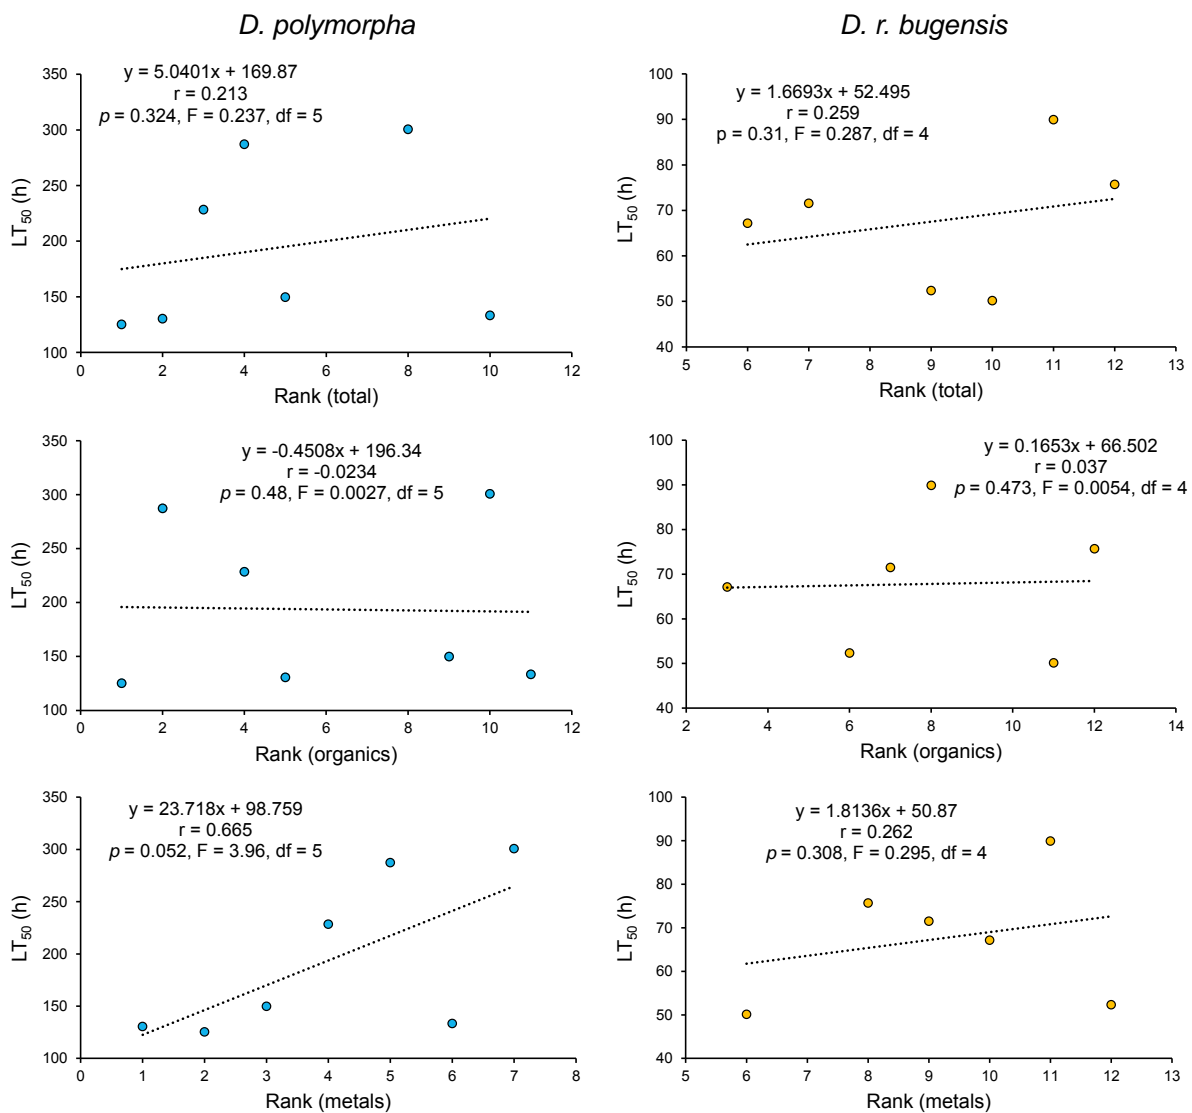 D. polymorpha
D. r. bugensis
y = 5.0401x + 169.87
r = 0.213
p = 0.324, F = 0.237, df = 5
350
300
250
200
150
100
LT50 (h)
0 2 4 6 8 10 12
Rank (total)
y = 1.6693x + 52.495
r = 0.259
p = 0.31, F = 0.287, df = 4
100
90
80
70
60
50
40
LT50 (h)
5 6 7 8 9 10 11 12 13
Rank (total)
y = -0.4508x + 196.34
r = -0.0234
p = 0.48, F = 0.0027, df = 5
350
300
250
200
150
100
LT50 (h)
0 2 4 6 8 10 12
Rank (organics)
y = 0.1653x + 66.502
r = 0.037
p = 0.473, F = 0.0054, df = 4
100
90
80
70
60
50
40
LT50 (h)
2 4 6 8 10 12 14
Rank (organics)
y = 23.718x + 98.759
r = 0.665
p = 0.052, F = 3.96, df = 5
350
300
250
200
150
100
LT50 (h)
0 1 2 3 4 5 6 7 8
Rank (metals)
y = 1.8136x + 50.87
r = 0.262
p = 0.308, F = 0.295, df = 4
100
90
80
70
60
50
40
LT50 (h)
5 6 7 8 9 10 11 12 13
Rank (metals)